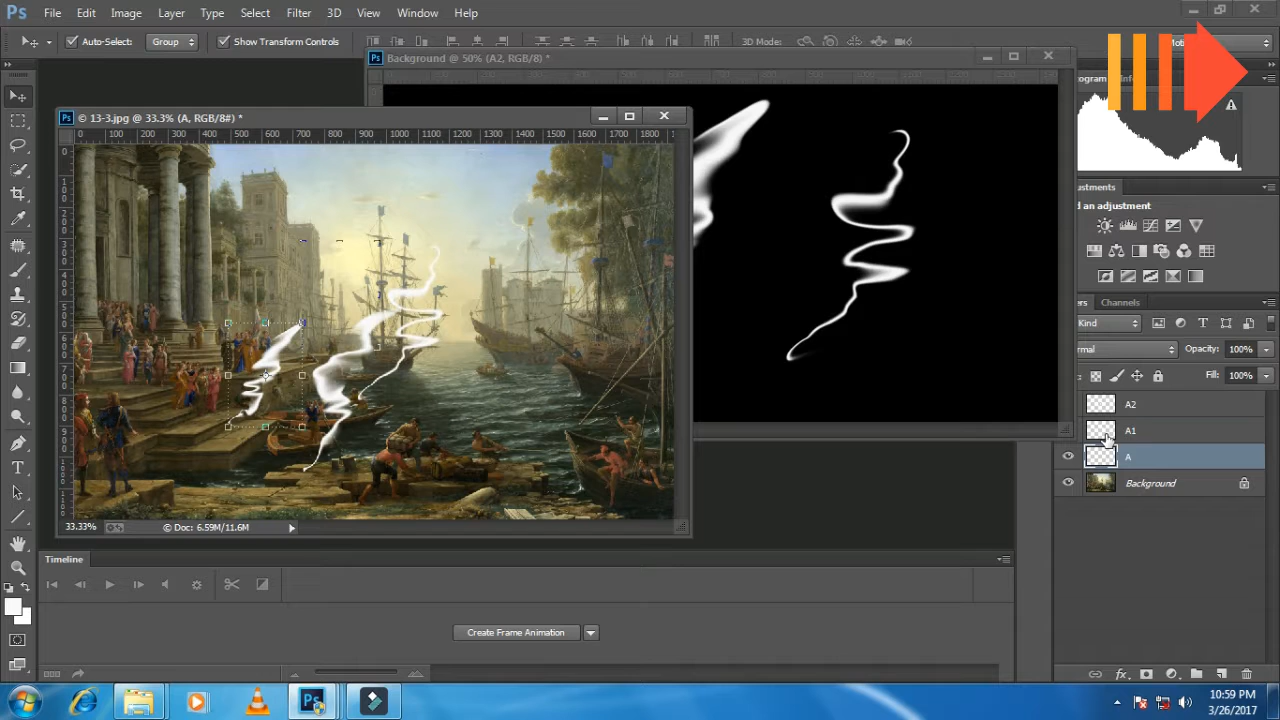 Ps File Edit Image Layer Type Select Filter 3D View Window Help
Auto-Select: Group Show Transform Controls 3D Mode:
Background @ 50% (A2, RGB/8) *
© 13-3.jpg @ 33.3% (A, RGB/8#) *
0 100 200 300 400 500 600 700 800 900 1000 1100 1200 1300 1400 1500 1600 1700 1800
33.33% © Doc: 6.59M/11.6M
ustments
d an adjustment
Channels
Kind
rmal Opacity: 100%
Fill: 100%
A2
A1
A
Background
Timeline
Create Frame Animation
10:59 PM
3/26/2017